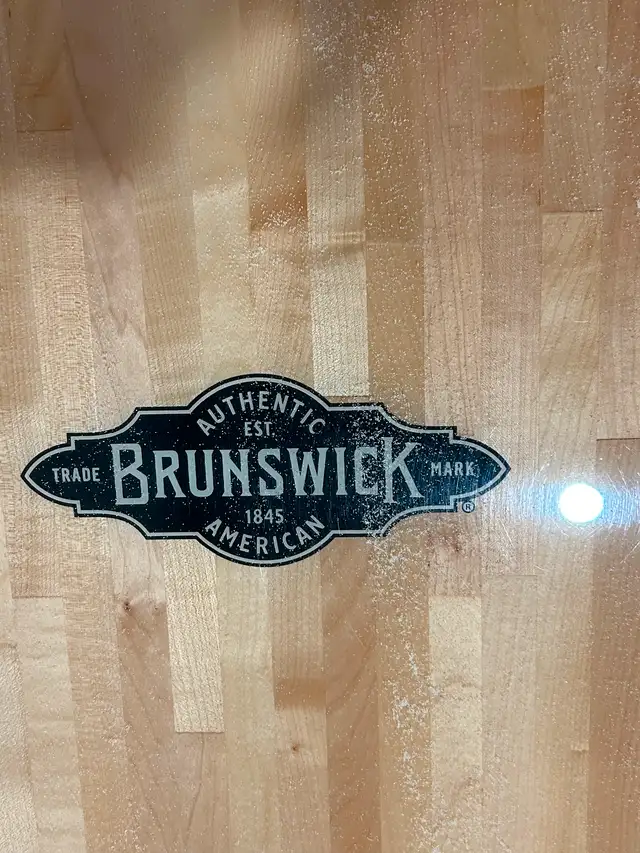 AUTHENTIC
EST
TRADE BRUNSWICK MARK
®
1845
AMERICAN